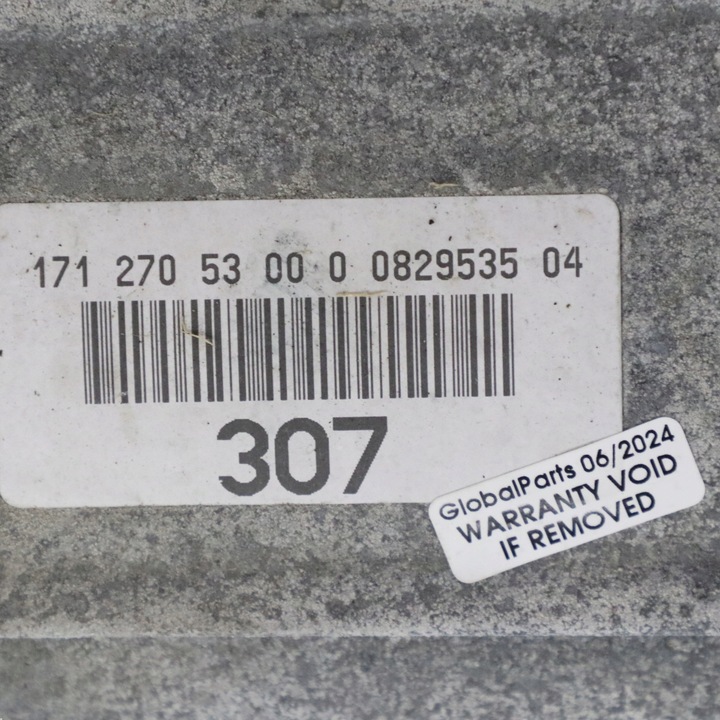 171 270 53 00 0 0829535 04
307
GlobalParts 06/2024
WARRANTY VOID
IF REMOVED